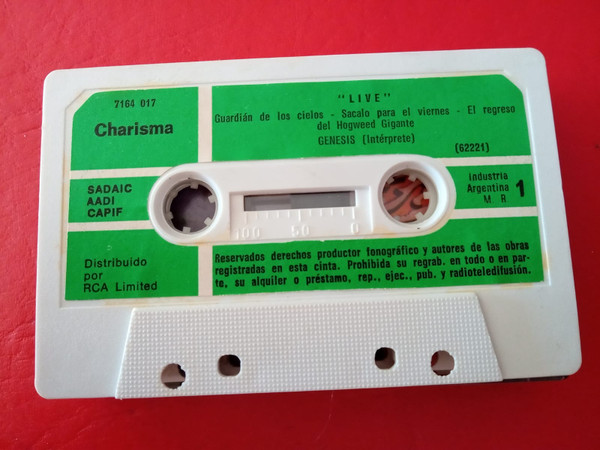 7164 017
Charisma
"LIVE"
Guardián de los cielos - Sacalo para el viernes - El regreso
del Hogweed Gigante
GENESIS (Intérprete)
(62221)
SADAIC
AADI
CAPIF
100 50 0
Industria
Argentina 1
M. R
Distribuido
por
RCA Limited
Reservados derechos productor fonográfico y autores de las obras
registradas en esta cinta. Prohibida su regrab. en todo o en par-
te, su alquiler o préstamo, rep., ejec., pub. y radioteledifusión.